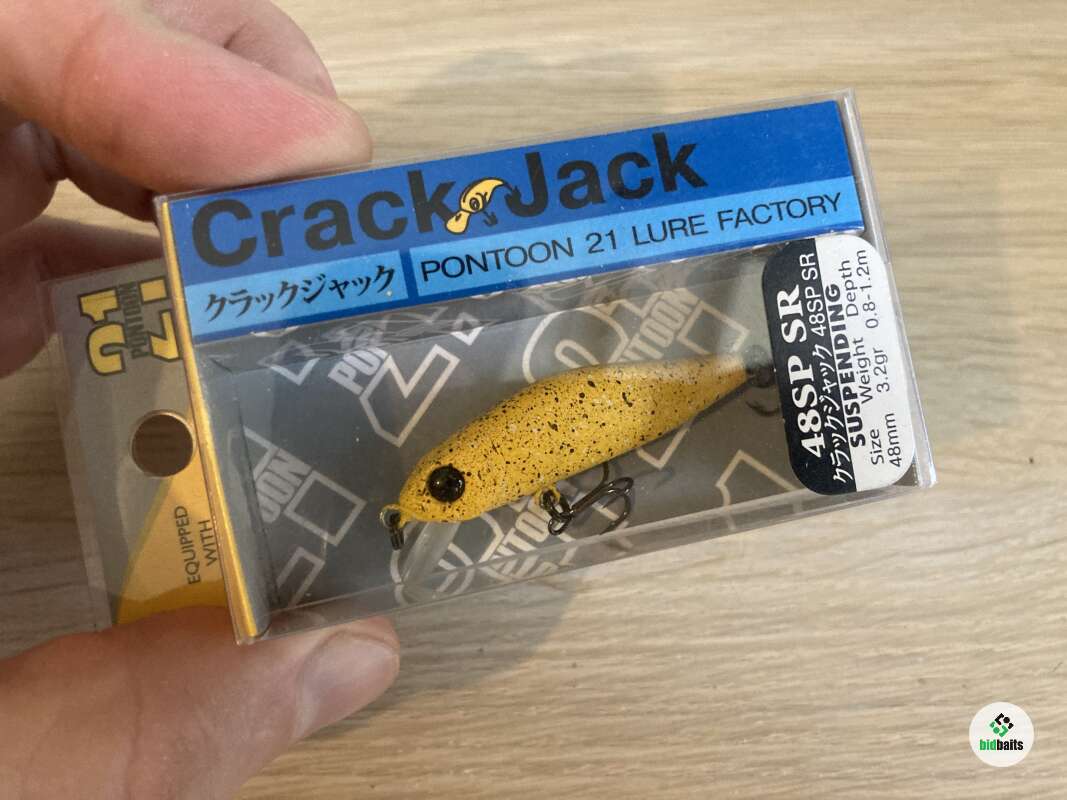 Crack Jack
クラックジャック
PONTOON 21 LURE FACTORY
48SP SR
クラックジャック 48SP SR
SUSPENDING
Size Weight Depth
48mm 3.2gr 0.8-1.2m
21
PONTOON
EQUIPPED
WITH
PONTOON
PONTOON
bidbaits